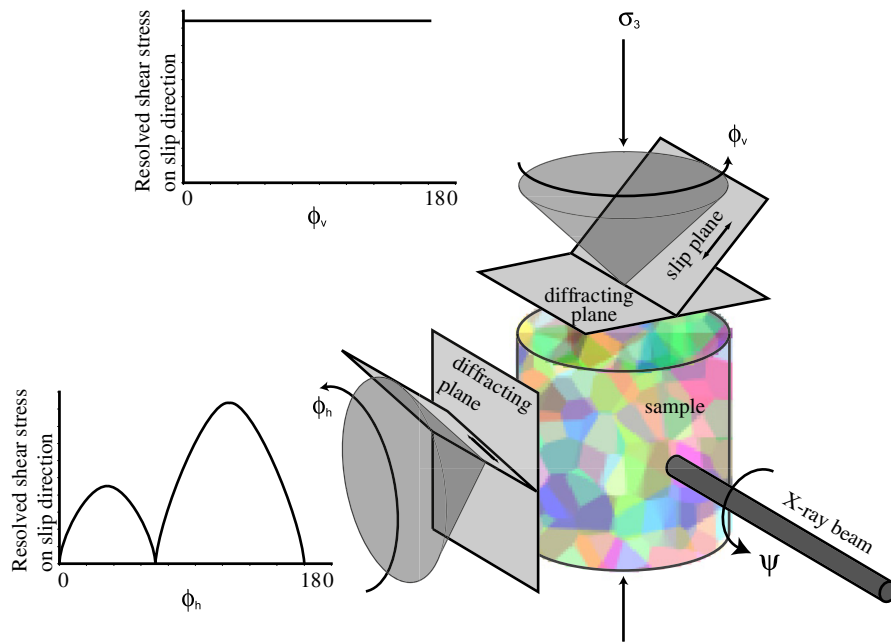 Resolved shear stress
on slip direction
0
180
ϕᵥ
σ₃
ϕᵥ
slip plane
diffracting
plane
diffracting
plane
ϕₕ
sample
X-ray beam
ψ
Resolved shear stress
on slip direction
0
180
ϕₕ